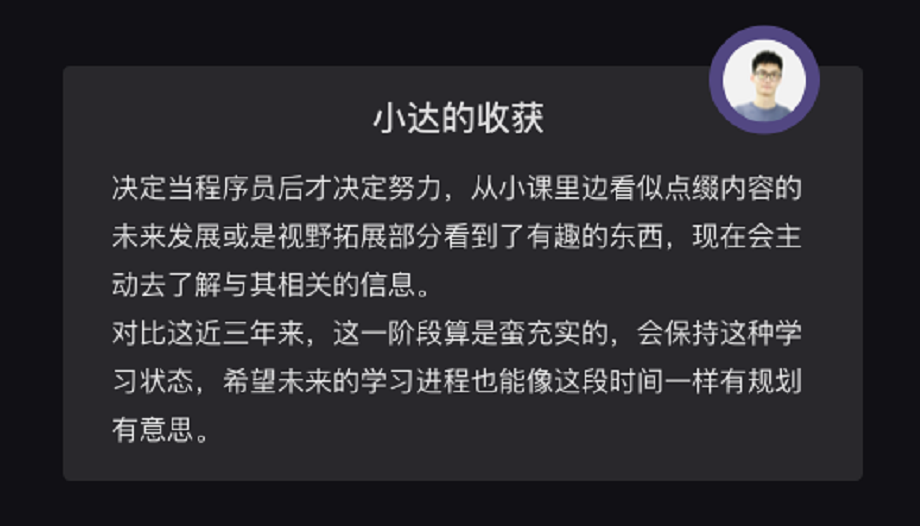 小达的收获
决定当程序员后才决定努力，从小课里边看似点缀内容的
未来发展或是视野拓展部分看到了有趣的东西，现在会主
动去了解与其相关的信息。
对比这近三年来，这一阶段算是蛮充实的，会保持这种学
习状态，希望未来的学习进程也能像这段时间一样有规划
有意思。